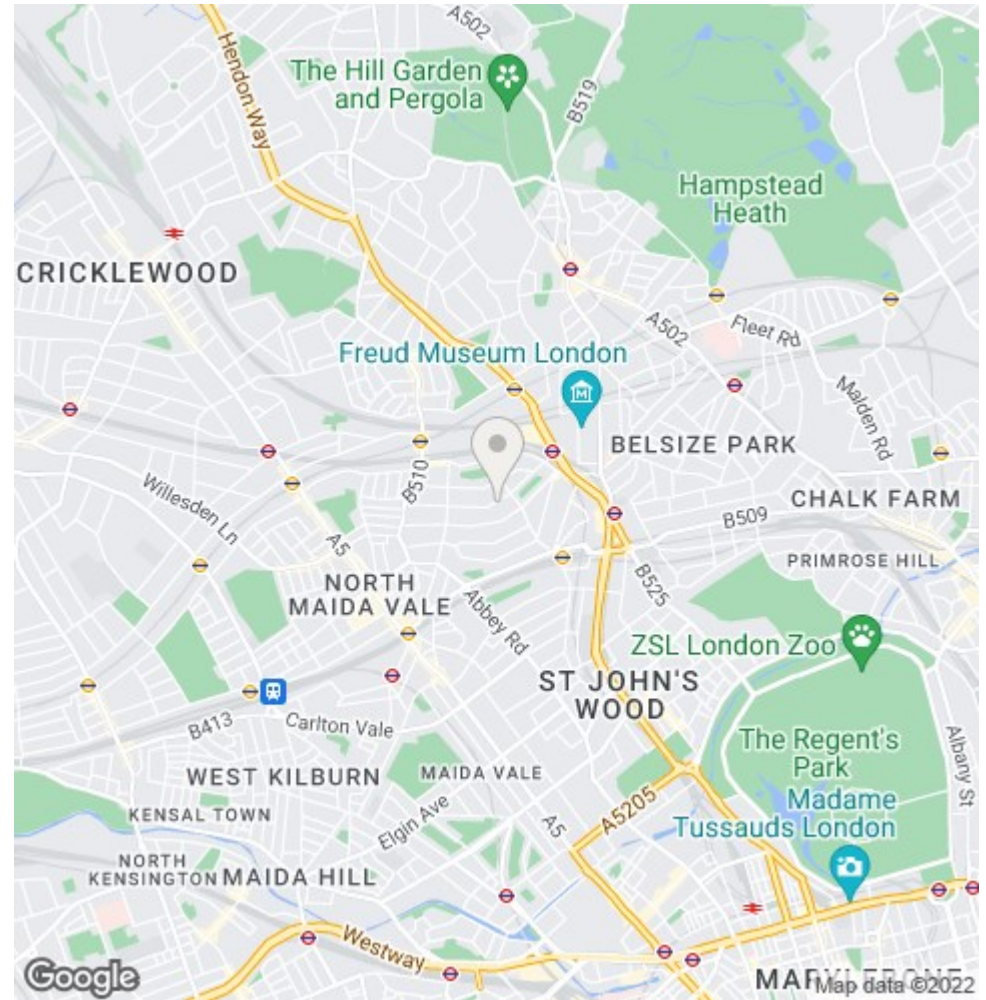 A502
Hendon Way
The Hill Garden
and Pergola
B519
Hampstead
Heath
CRICKLEWOOD
A502
Fleet Rd
Freud Museum London
Malden Rd
BELSIZE PARK
B510
Willesden Ln
CHALK FARM
B509
A5
PRIMROSE HILL
NORTH
MAIDA VALE
B525
Abbey Rd
ZSL London Zoo
ST JOHN'S
WOOD
B413
Carlton Vale
The Regent's
Park
Albany St
WEST KILBURN
MAIDA VALE
Madame
Tussauds London
KENSAL TOWN
A5205
Elgin Ave
A5
NORTH
KENSINGTON
MAIDA HILL
Westway
MARYLEBONE
Google
Map data ©2022